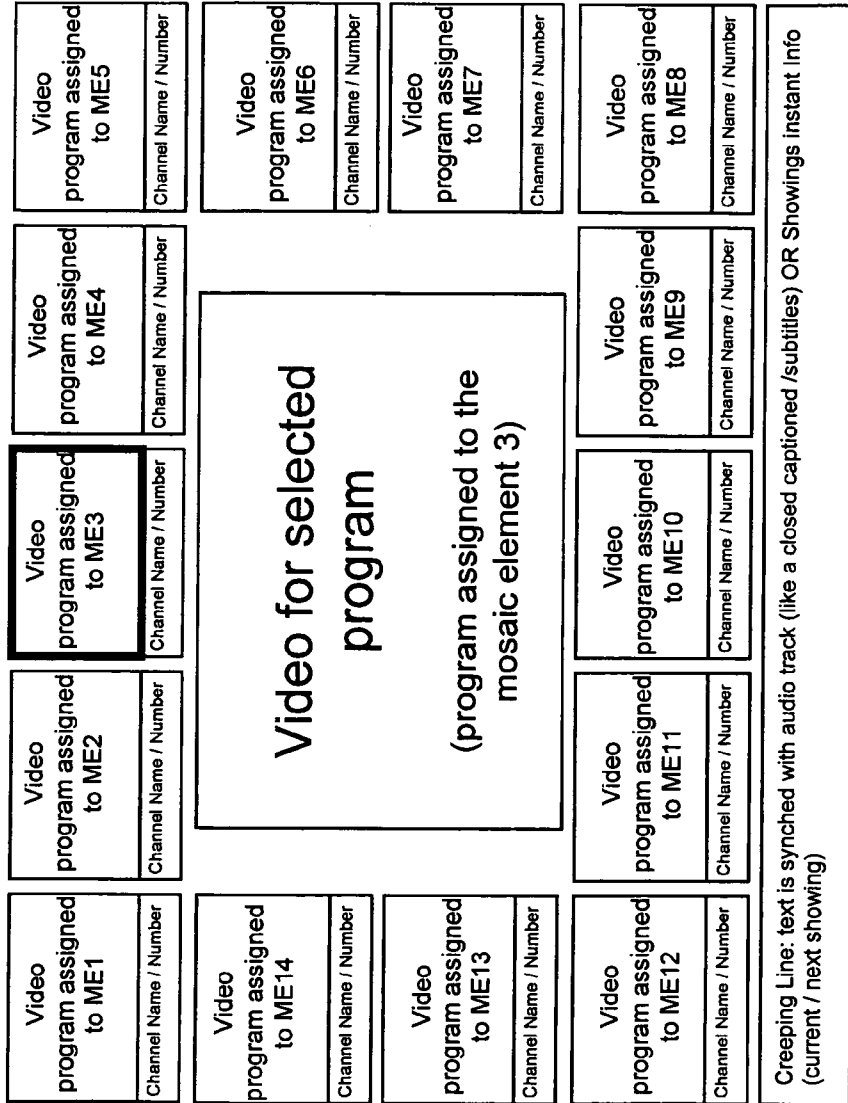 Video
program assigned
to ME1
Channel Name / Number
Video
program assigned
to ME2
Channel Name / Number
Video
program assigned
to ME3
Channel Name / Number
Video
program assigned
to ME4
Channel Name / Number
Video
program assigned
to ME5
Channel Name / Number
Video
program assigned
to ME14
Channel Name / Number
Video for selected
program
(program assigned to the
mosaic element 3)
Video
program assigned
to ME6
Channel Name / Number
Video
program assigned
to ME13
Channel Name / Number
Video
program assigned
to ME7
Channel Name / Number
Video
program assigned
to ME12
Channel Name / Number
Video
program assigned
to ME11
Channel Name / Number
Video
program assigned
to ME10
Channel Name / Number
Video
program assigned
to ME9
Channel Name / Number
Video
program assigned
to ME8
Channel Name / Number
Creeping Line: text is synched with audio track (like a closed captioned /subtitles) OR Showings instant Info
(current / next showing)